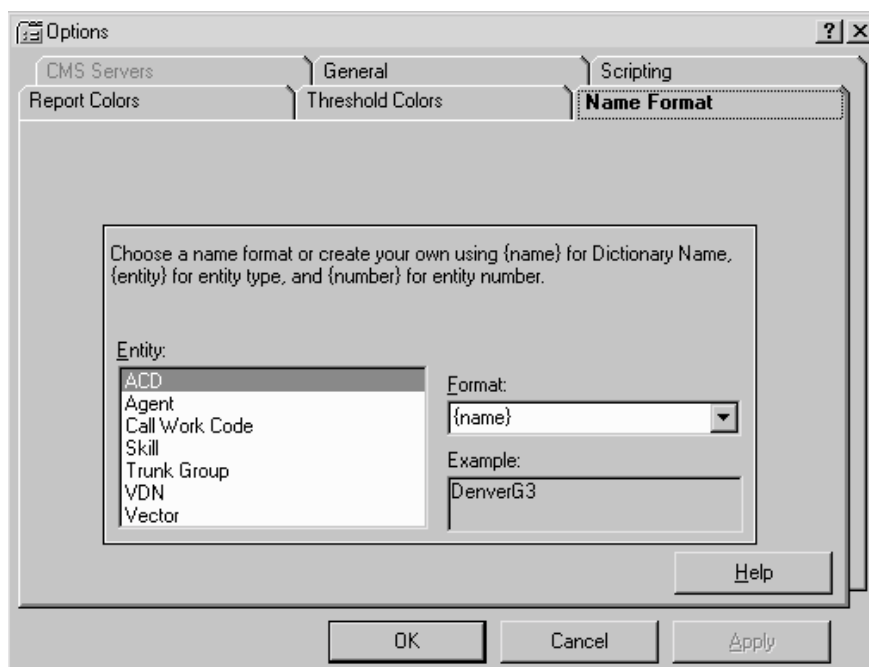 Options
? ×
CMS Servers General Scripting
Report Colors Threshold Colors Name Format
Choose a name format or create your own using {name} for Dictionary Name,
{entity} for entity type, and {number} for entity number.
Entity:
ACD
Agent
Call Work Code
Skill
Trunk Group
VDN
Vector
Format:
{name}
Example:
DenverG3
Help
OK Cancel Apply